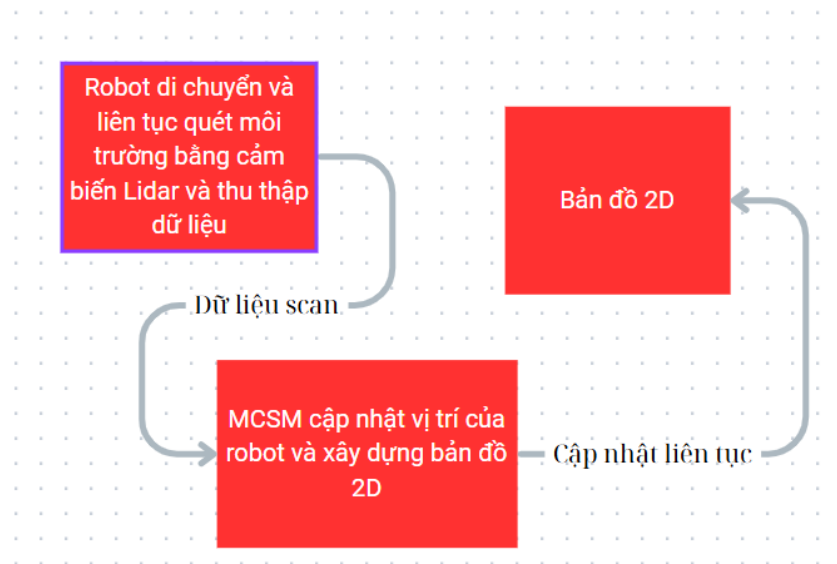 Robot di chuyển và
liên tục quét môi
trường bằng cảm
biến Lidar và thu thập
dữ liệu
Dữ liệu scan
MCSM cập nhật vị trí của
robot và xây dựng bản đồ
2D
Cập nhật liên tục
Bản đồ 2D